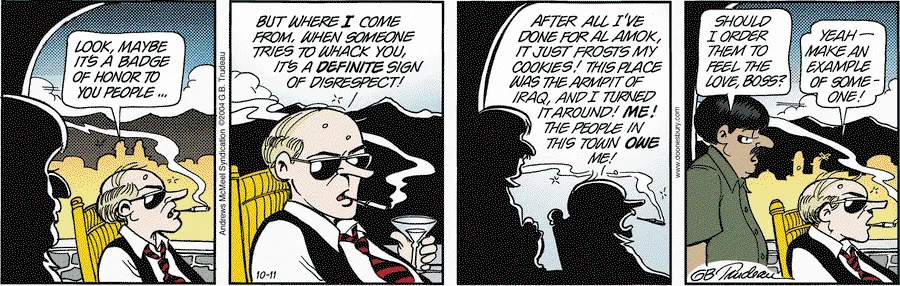 LOOK, MAYBE
IT'S A BADGE
OF HONOR TO
YOU PEOPLE ...
Andrews McMeel Syndication ©2004 G.B. Trudeau
BUT WHERE I COME
FROM, WHEN SOMEONE
TRIES TO WHACK YOU,
IT'S A DEFINITE SIGN
OF DISRESPECT!
10-11
AFTER ALL I'VE
DONE FOR AL AMOK,
IT JUST FROSTS MY
COOKIES! THIS PLACE
WAS THE ARMPIT OF
IRAQ, AND I TURNED
IT AROUND! ME!
THE PEOPLE IN
THIS TOWN OWE
ME!
www.doonesbury.com
SHOULD
I ORDER
THEM TO
FEEL THE
LOVE, BOSS?
YEAH —
MAKE AN
EXAMPLE
OF SOME-
ONE!
GB Trudeau